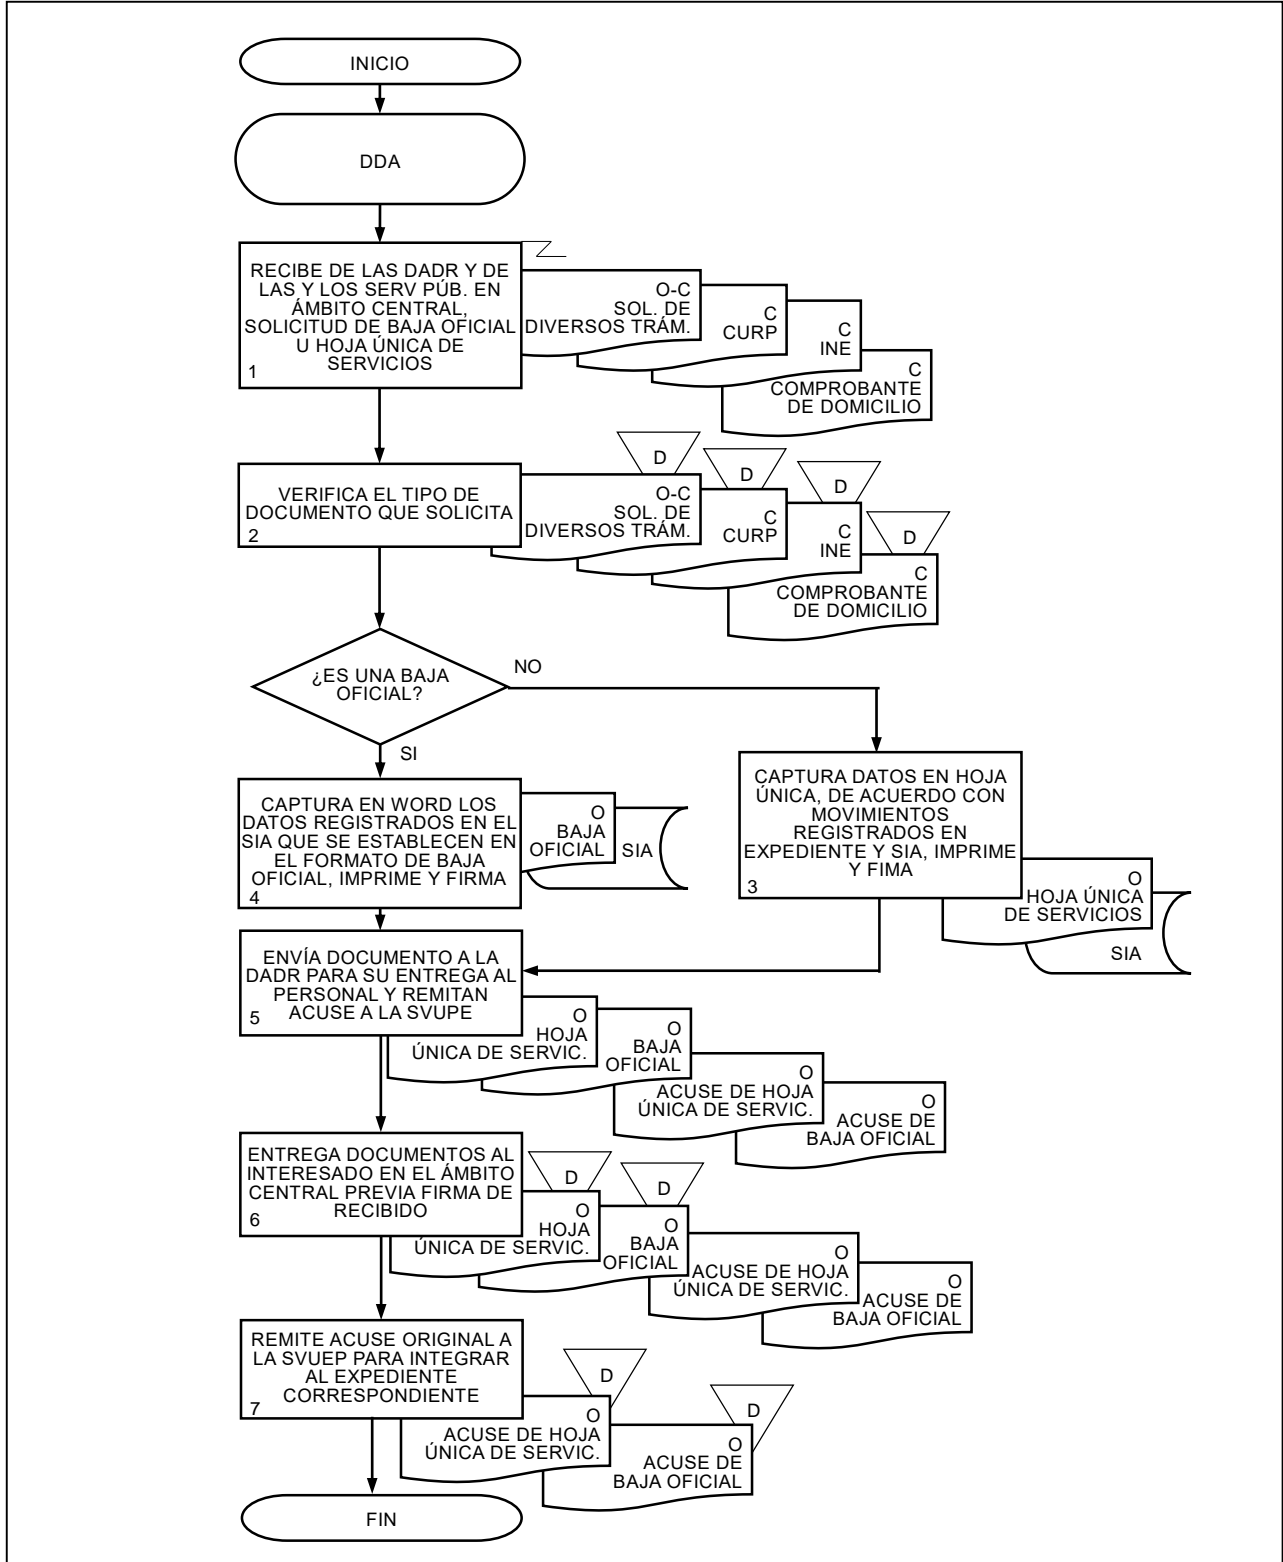 INICIO
DDA
RECIBE DE LAS DADR Y DE
LAS Y LOS SERV PÚB. EN
ÁMBITO CENTRAL,
SOLICITUD DE BAJA OFICIAL
U HOJA ÚNICA DE
SERVICIOS
1
O-C
SOL. DE
DIVERSOS TRÁM.
C
CURP
C
INE
C
COMPROBANTE
DE DOMICILIO
VERIFICA EL TIPO DE
DOCUMENTO QUE SOLICITA
2
D
O-C
SOL. DE
DIVERSOS TRÁM.
D
C
CURP
D
C
INE
D
C
COMPROBANTE
DE DOMICILIO
¿ES UNA BAJA
OFICIAL?
NO
SI
CAPTURA DATOS EN HOJA
ÚNICA, DE ACUERDO CON
MOVIMIENTOS
REGISTRADOS EN
EXPEDIENTE Y SIA, IMPRIME
Y FIMA
3
O
HOJA ÚNICA
DE SERVICIOS
SIA
CAPTURA EN WORD LOS
DATOS REGISTRADOS EN EL
SIA QUE SE ESTABLECEN EN
EL FORMATO DE BAJA
OFICIAL, IMPRIME Y FIRMA
4
O
BAJA
OFICIAL
SIA
ENVÍA DOCUMENTO A LA
DADR PARA SU ENTREGA AL
PERSONAL Y REMITAN
ACUSE A LA SVUPE
5
O
HOJA
ÚNICA DE SERVIC.
O
BAJA
OFICIAL
O
ACUSE DE HOJA
ÚNICA DE SERVIC.
O
ACUSE DE
BAJA OFICIAL
ENTREGA DOCUMENTOS AL
INTERESADO EN EL ÁMBITO
CENTRAL PREVIA FIRMA DE
RECIBIDO
6
D
O
HOJA
ÚNICA DE SERVIC.
D
O
BAJA
OFICIAL
O
ACUSE DE HOJA
ÚNICA DE SERVIC.
O
ACUSE DE
BAJA OFICIAL
REMITE ACUSE ORIGINAL A
LA SVUEP PARA INTEGRAR
AL EXPEDIENTE
CORRESPONDIENTE
7
D
O
ACUSE DE HOJA
ÚNICA DE SERVIC.
D
O
ACUSE DE
BAJA OFICIAL
FIN